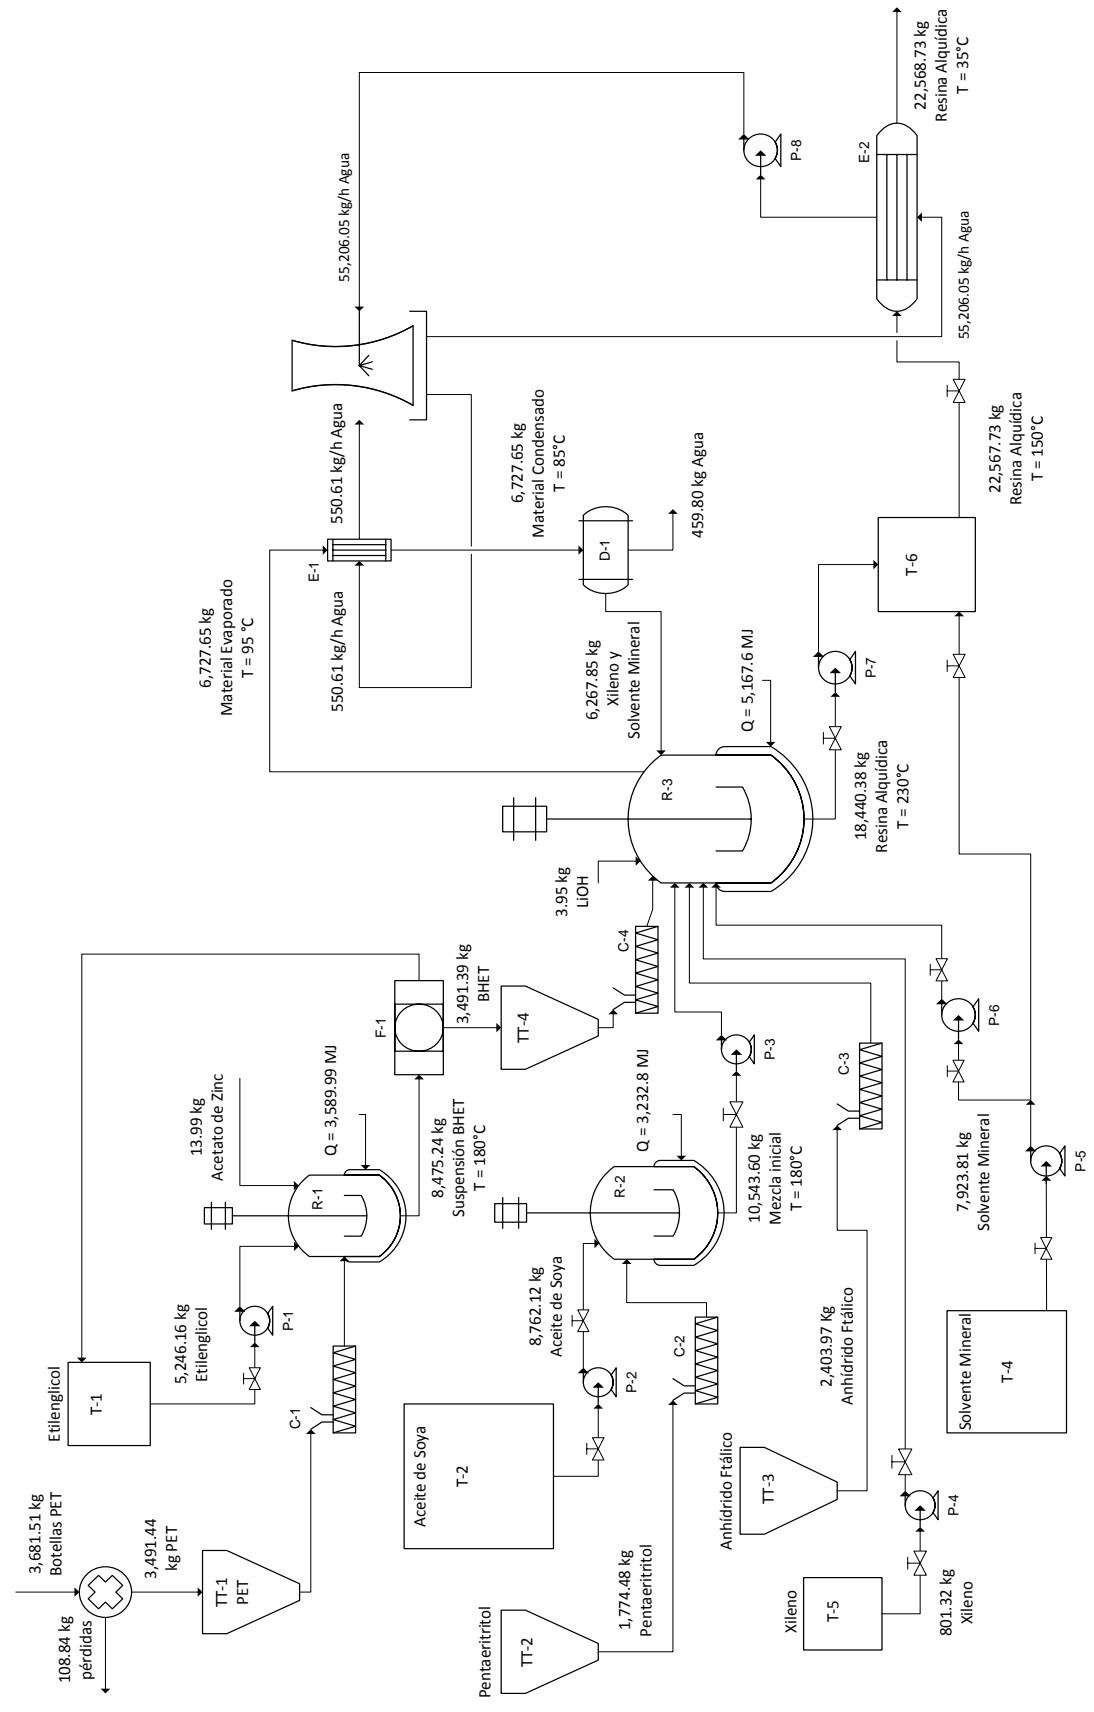 3,681.51 kg
Botellas PET
108.84 kg
pérdidas
3,491.44
kg PET
TT-1
PET
Etilenglicol
T-1
5,246.16 kg
Etilenglicol
P-1
C-1
13.99 kg
Acetato de Zinc
R-1
Q = 3,589.99 MJ
8,475.24 kg
Suspensión BHET
T = 180°C
F-1
3,491.39 kg
BHET
TT-4
C-4
Aceite de Soya
T-2
8,762.12 kg
Aceite de Soya
P-2
Pentaeritritol
TT-2
1,774.48 kg
Pentaeritritol
C-2
R-2
Q = 3,232.8 MJ
10,543.60 kg
Mezcla inicial
T = 180°C
P-3
Anhídrido Ftálico
TT-3
2,403.97 Kg
Anhídrido Ftálico
C-3
Xileno
T-5
801.32 kg
Xileno
P-4
Solvente Mineral
T-4
P-5
7,923.81 kg
Solvente Mineral
P-6
3.95 kg
LiOH
R-3
Q = 5,167.6 MJ
18,440.38 kg
Resina Alquídica
T = 230°C
P-7
6,727.65 kg
Material Evaporado
T = 95 °C
E-1
550.61 kg/h Agua
550.61 kg/h Agua
6,727.65 kg
Material Condensado
T = 85°C
D-1
459.80 kg Agua
6,267.85 kg
Xileno y
Solvente Mineral
T-6
22,567.73 kg
Resina Alquídica
T = 150°C
55,206.05 kg/h Agua
P-8
E-2
55,206.05 kg/h Agua
22,568.73 kg
Resina Alquídica
T = 35°C